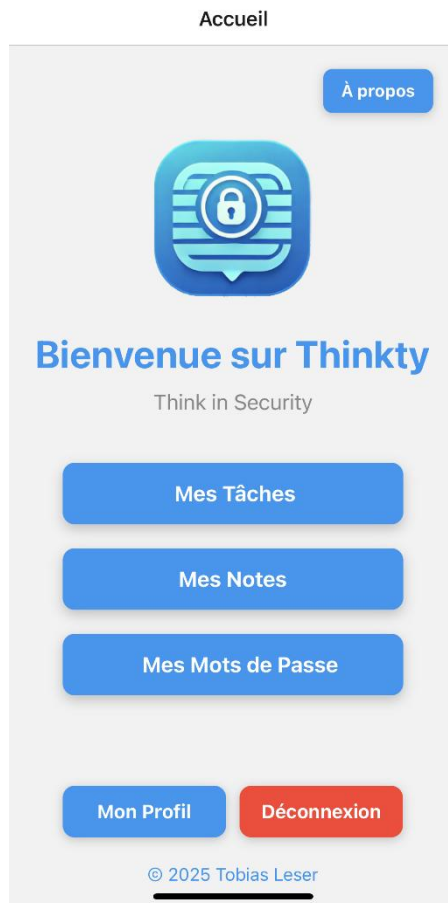 Accueil
À propos
Bienvenue sur Thinkty
Think in Security
Mes Tâches
Mes Notes
Mes Mots de Passe
Mon Profil
Déconnexion
© 2025 Tobias Leser